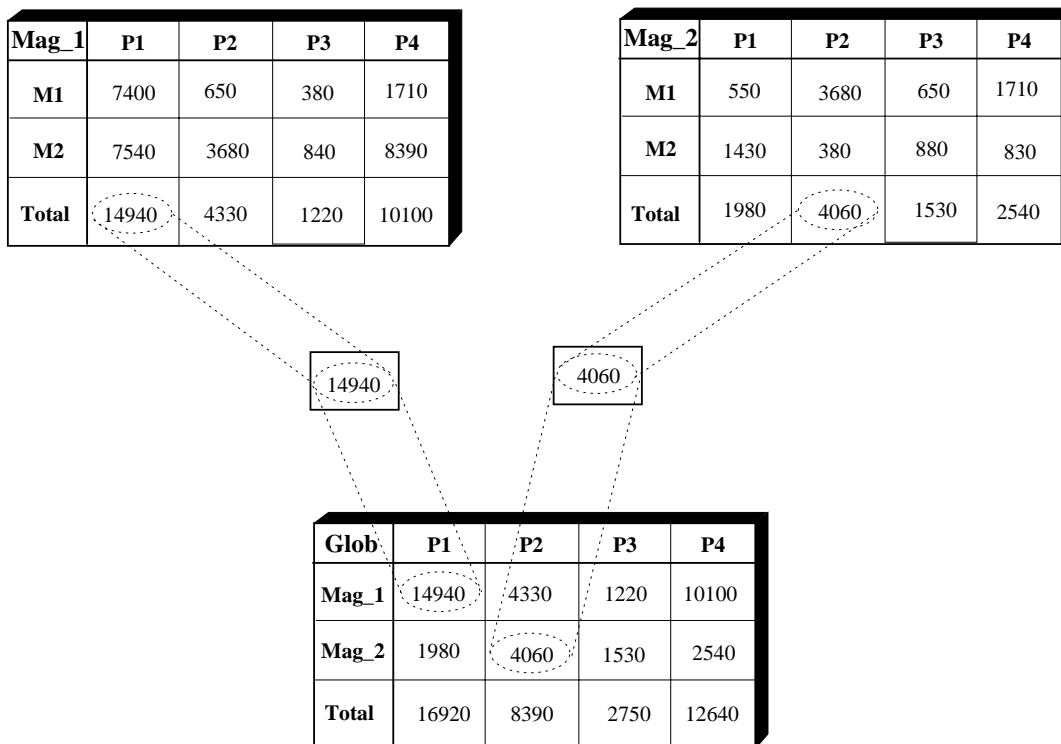 Mag_1 P1 P2 P3 P4
M1 7400 650 380 1710
M2 7540 3680 840 8390
Total 14940 4330 1220 10100
Mag_2 P1 P2 P3 P4
M1 550 3680 650 1710
M2 1430 380 880 830
Total 1980 4060 1530 2540
14940
4060
Glob P1 P2 P3 P4
Mag_1 14940 4330 1220 10100
Mag_2 1980 4060 1530 2540
Total 16920 8390 2750 12640